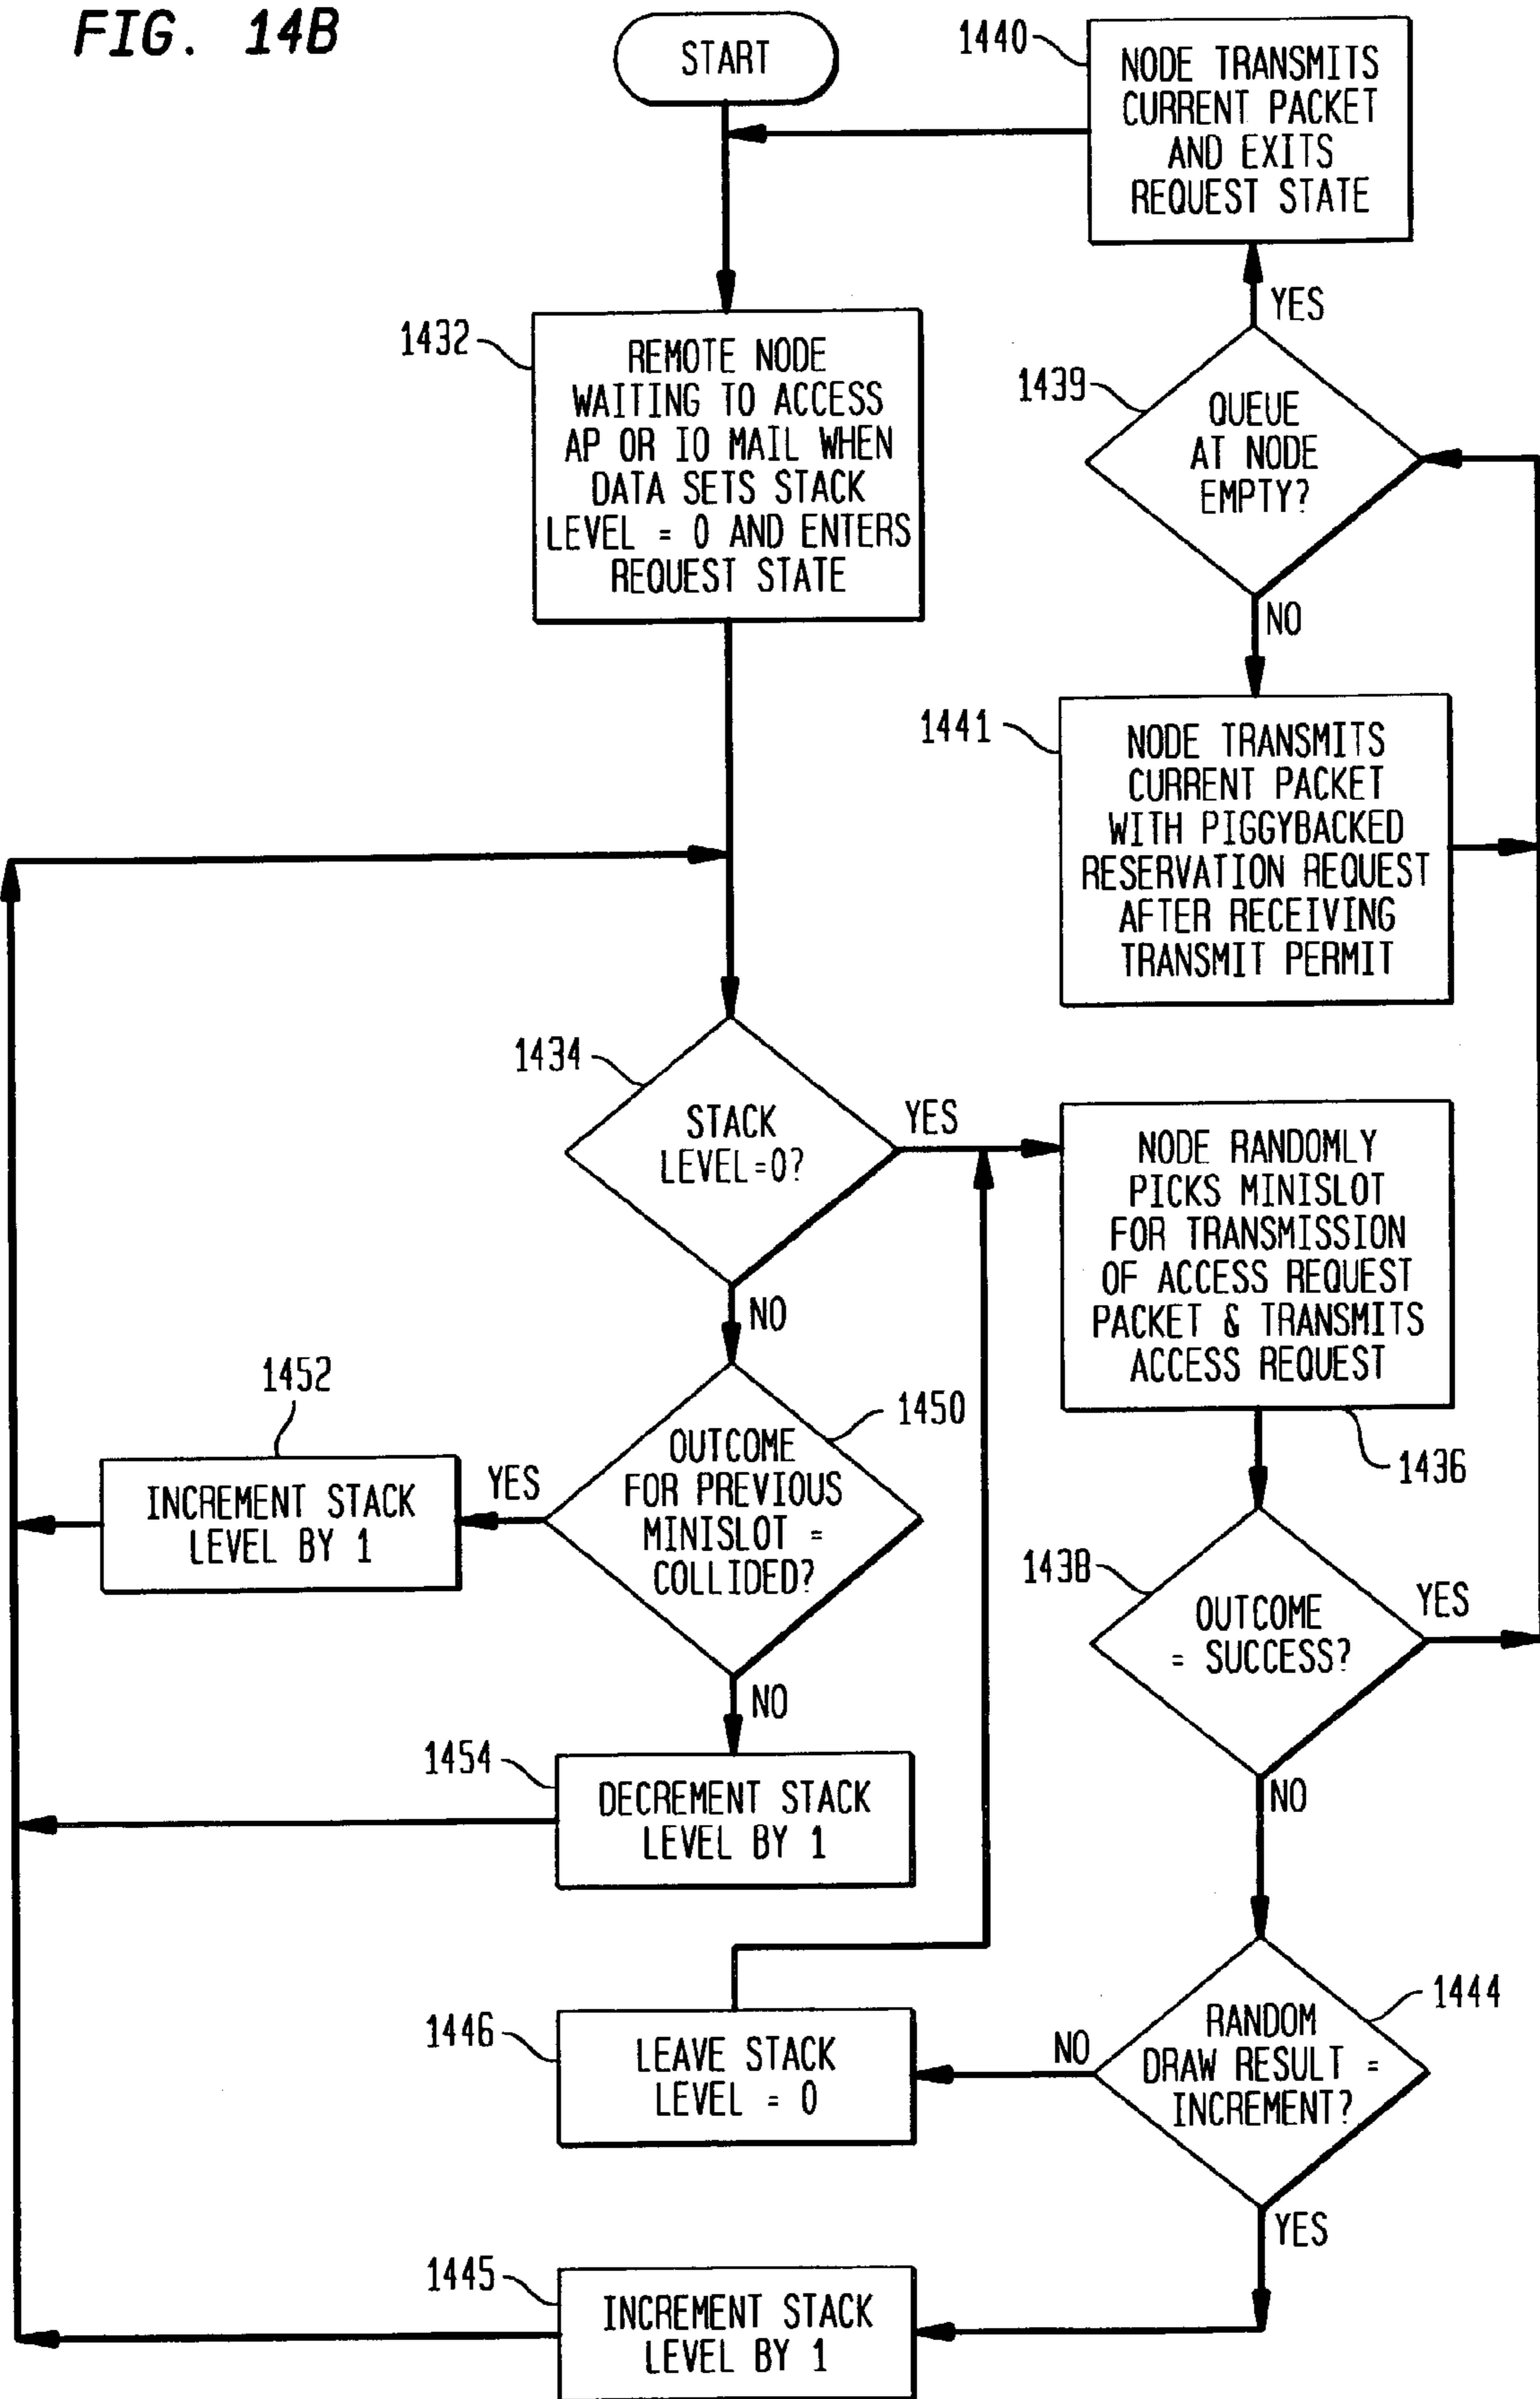 FIG. 14B
START
1440
NODE TRANSMITS
CURRENT PACKET
AND EXITS
REQUEST STATE
YES
1432
REMOTE NODE
WAITING TO ACCESS
AP OR IO MAIL WHEN
DATA SETS STACK
LEVEL = 0 AND ENTERS
REQUEST STATE
1439
QUEUE
AT NODE
EMPTY?
NO
1441
NODE TRANSMITS
CURRENT PACKET
WITH PIGGYBACKED
RESERVATION REQUEST
AFTER RECEIVING
TRANSMIT PERMIT
1434
STACK
LEVEL=0?
YES
NO
NODE RANDOMLY
PICKS MINISLOT
FOR TRANSMISSION
OF ACCESS REQUEST
PACKET & TRANSMITS
ACCESS REQUEST
1436
1452
INCREMENT STACK
LEVEL BY 1
YES
1450
OUTCOME
FOR PREVIOUS
MINISLOT =
COLLIDED?
NO
1438
OUTCOME
= SUCCESS?
YES
NO
1454
DECREMENT STACK
LEVEL BY 1
1446
LEAVE STACK
LEVEL = 0
NO
1444
RANDOM
DRAW RESULT =
INCREMENT?
YES
1445
INCREMENT STACK
LEVEL BY 1